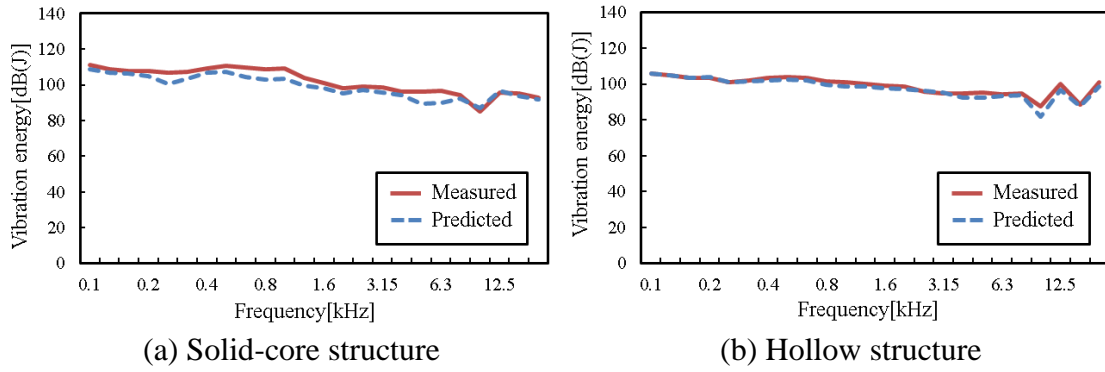 140
120
100
80
60
40
20
0
Vibration energy[dB(J)]
Measured
Predicted
0.1 0.2 0.4 0.8 1.6 3.15 6.3 12.5
Frequency[kHz]
(a) Solid-core structure
140
120
100
80
60
40
20
0
Vibration energy[dB(J)]
Measured
Predicted
0.1 0.2 0.4 0.8 1.6 3.15 6.3 12.5
Frequency[kHz]
(b) Hollow structure